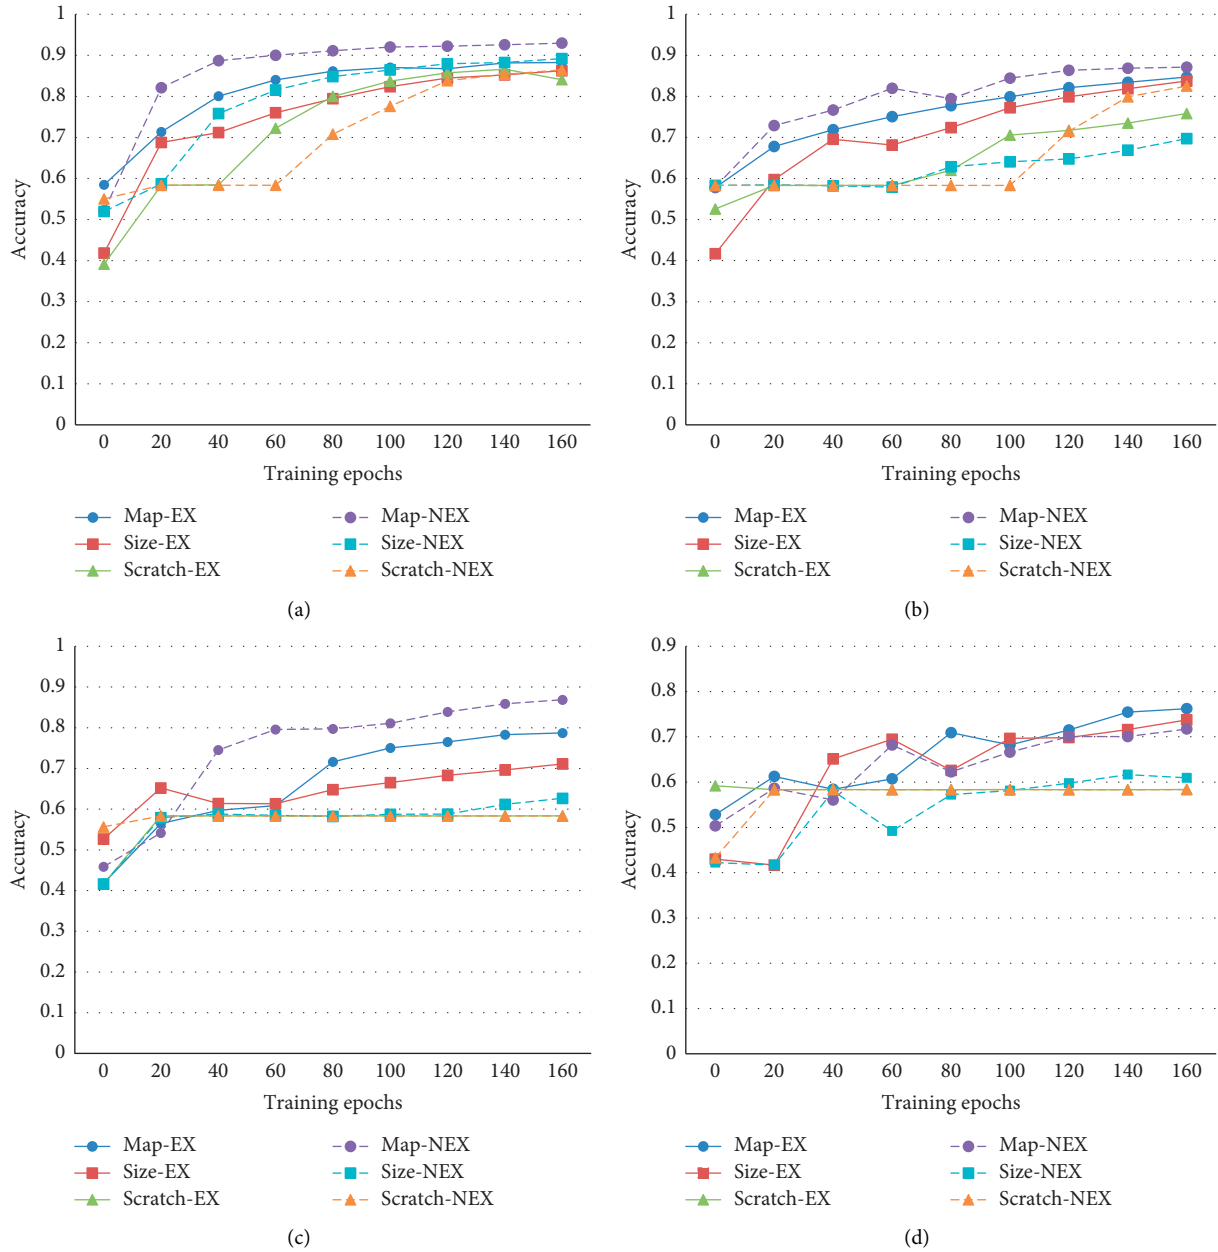 1
0.9
0.8
0.7
0.6
0.5
0.4
0.3
0.2
0.1
0
Accuracy
0 20 40 60 80 100 120 140 160
Training epochs
Map-EX Map-NEX
Size-EX Size-NEX
Scratch-EX Scratch-NEX
(a)
1
0.9
0.8
0.7
0.6
0.5
0.4
0.3
0.2
0.1
0
Accuracy
0 20 40 60 80 100 120 140 160
Training epochs
Map-EX Map-NEX
Size-EX Size-NEX
Scratch-EX Scratch-NEX
(b)
1
0.9
0.8
0.7
0.6
0.5
0.4
0.3
0.2
0.1
0
Accuracy
0 20 40 60 80 100 120 140 160
Training epochs
Map-EX Map-NEX
Size-EX Size-NEX
Scratch-EX Scratch-NEX
(c)
0.9
0.8
0.7
0.6
0.5
0.4
0.3
0.2
0.1
0
Accuracy
0 20 40 60 80 100 120 140 160
Training epochs
Map-EX Map-NEX
Size-EX Size-NEX
Scratch-EX Scratch-NEX
(d)